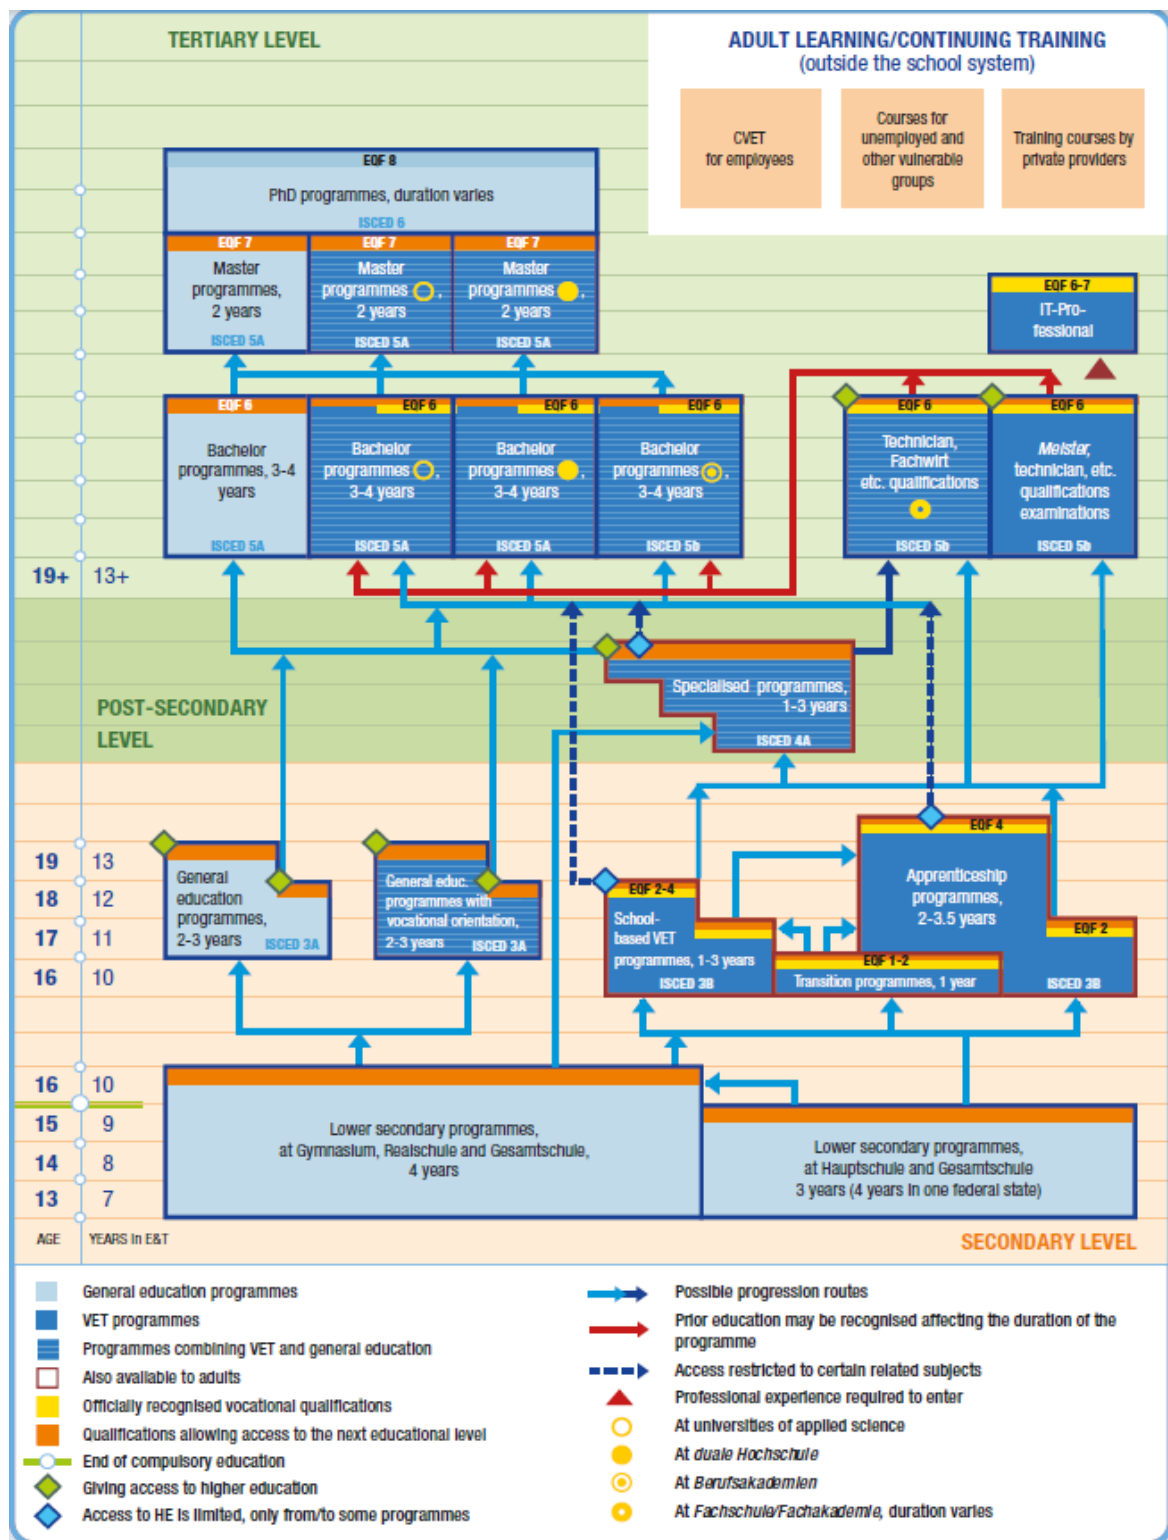 TERTIARY LEVEL
ADULT LEARNING/CONTINUING TRAINING
(outside the school system)
CVET
for employees
Courses for
unemployed and
other vulnerable
groups
Training courses by
private providers
EQF 8
PhD programmes, duration varies
ISCED 6
EQF 7
Master
programmes,
2 years
ISCED 5A
EQF 7
Master
programmes ,
2 years
ISCED 5A
EQF 7
Master
programmes ,
2 years
ISCED 5A
EQF 6-7
IT-Pro-
fessional
EQF 6
Bachelor
programmes, 3-4
years
ISCED 5A
EQF 6
Bachelor
programmes ,
3-4 years
ISCED 5A
EQF 6
Bachelor
programmes ,
3-4 years
ISCED 5A
EQF 6
Bachelor
programmes ,
3-4 years
ISCED 5b
EQF 6
Technician,
Fachwirt
etc. qualifications
ISCED 5b
EQF 6
Meister,
technician, etc.
qualifications
examinations
ISCED 5b
19+ 13+
POST-SECONDARY
LEVEL
Specialised programmes,
1-3 years
ISCED 4A
19 13
18 12
17 11
16 10
General
education
programmes,
2-3 years
ISCED 3A
General educ.
programmes with
vocational orientation,
2-3 years
ISCED 3A
EQF 2-4
School-
based VET
programmes, 1-3 years
ISCED 3B
EQF 4
Apprenticeship
programmes,
2-3.5 years
EQF 2
EQF 1-2
Transition programmes, 1 year
ISCED 3B
16 10
15 9
14 8
13 7
Lower secondary programmes,
at Gymnasium, Realschule and Gesamtschule,
4 years
Lower secondary programmes,
at Hauptschule and Gesamtschule
3 years (4 years in one federal state)
AGE YEARS in E&T
SECONDARY LEVEL
General education programmes
VET programmes
Programmes combining VET and general education
Also available to adults
Officially recognised vocational qualifications
Qualifications allowing access to the next educational level
End of compulsory education
Giving access to higher education
Access to HE is limited, only from/to some programmes
Possible progression routes
Prior education may be recognised affecting the duration of the
programme
Access restricted to certain related subjects
Professional experience required to enter
At universities of applied science
At duale Hochschule
At Berufsakademien
At Fachschule/Fachakademie, duration varies